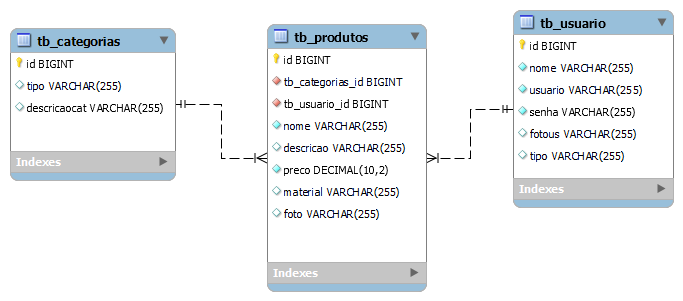 tb_categorias
id BIGINT
tipo VARCHAR(255)
descricaocat VARCHAR(255)
Indexes
tb_produtos
id BIGINT
tb_categorias_id BIGINT
tb_usuario_id BIGINT
nome VARCHAR(255)
descricao VARCHAR(255)
preco DECIMAL(10,2)
material VARCHAR(255)
foto VARCHAR(255)
Indexes
tb_usuario
id BIGINT
nome VARCHAR(255)
usuario VARCHAR(255)
senha VARCHAR(255)
fotous VARCHAR(255)
tipo VARCHAR(255)
Indexes